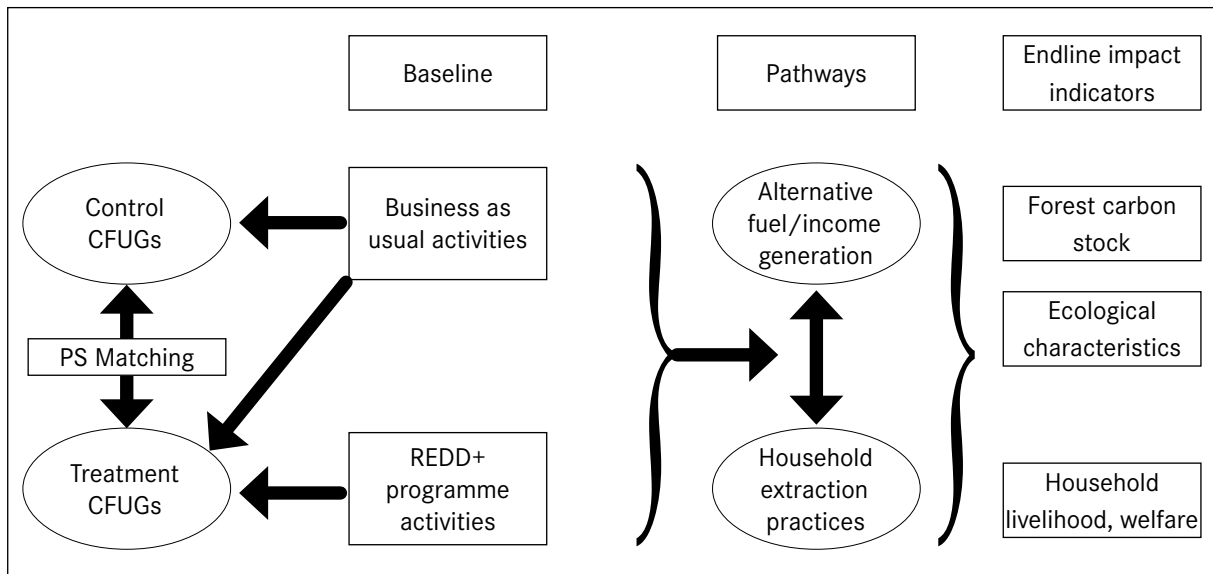 Baseline
Pathways
Endline impact
indicators
Control
CFUGs
Business as
usual activities
Alternative
fuel/income
generation
Forest carbon
stock
PS Matching
Ecological
characteristics
Treatment
CFUGs
REDD+
programme
activities
Household
extraction
practices
Household
livelihood, welfare